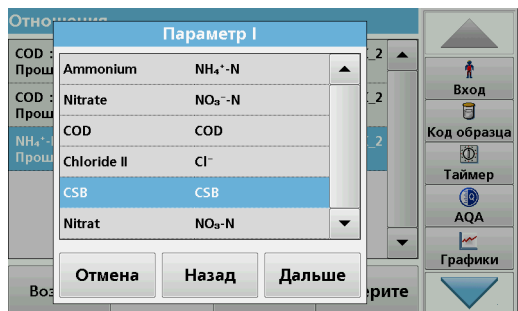 Отно
Параметр I
COD :
Прош
_2
COD :
Прош
_2
NH₄⁺-
Прош
_2
Ammonium NH₄⁺-N
Nitrate NO₃⁻-N
COD COD
Chloride II Cl⁻
CSB CSB
Nitrat NO₃-N
Отмена Назад Дальше
Воз
ерите
Вход
Код образца
Таймер
AQA
Графики